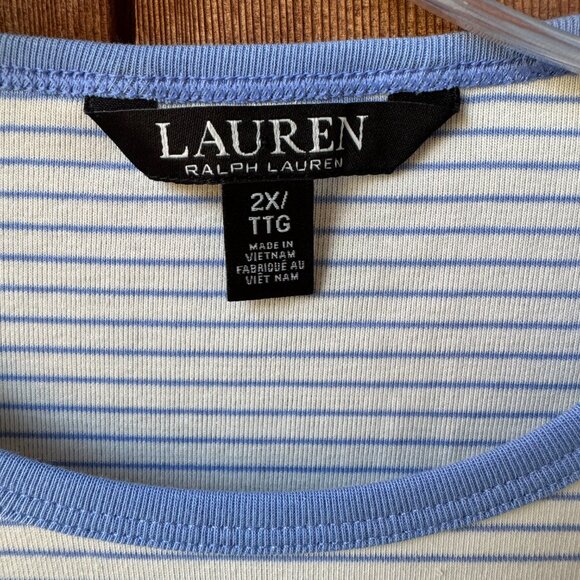 LAUREN
RALPH LAUREN
2X/
TTG
MADE IN
VIETNAM
FABRIQUÉ AU
VIÊT NAM